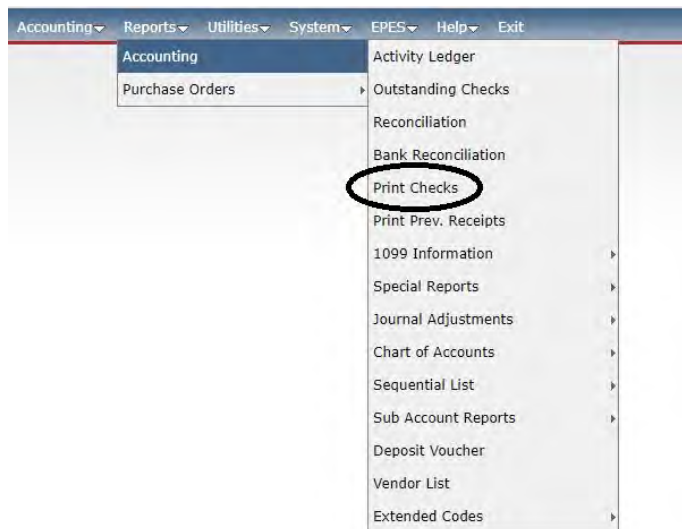 Accounting Reports Utilities System EPES Help Exit
Accounting
Purchase Orders
Activity Ledger
Outstanding Checks
Reconciliation
Bank Reconciliation
Print Checks
Print Prev. Receipts
1099 Information
Special Reports
Journal Adjustments
Chart of Accounts
Sequential List
Sub Account Reports
Deposit Voucher
Vendor List
Extended Codes